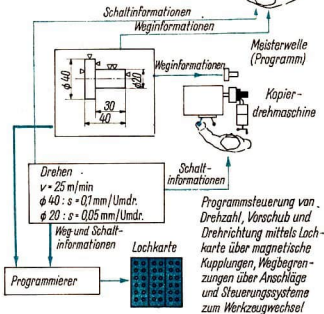 Schaltinformationen
Weginformationen
Meisterwelle
(Programm)
Weginformationen
ϕ40
ϕ20
30
40
Kopier-
drehmaschine
Drehen
v = 25 m/min
ϕ 40 : s = 0,1 mm/Umdr.
ϕ 20 : s = 0,05 mm/Umdr.
Schalt-
informationen
Weg-und Schalt-
informationen
Lochkarte
Programmierer
Programmsteuerung von
Drehzahl, Vorschub und
Drehrichtung mittels Loch-
karte über magnetische
Kupplungen, Wegbegren-
zungen über Anschläge
und Steuerungssysteme
zum Werkzeugwechsel